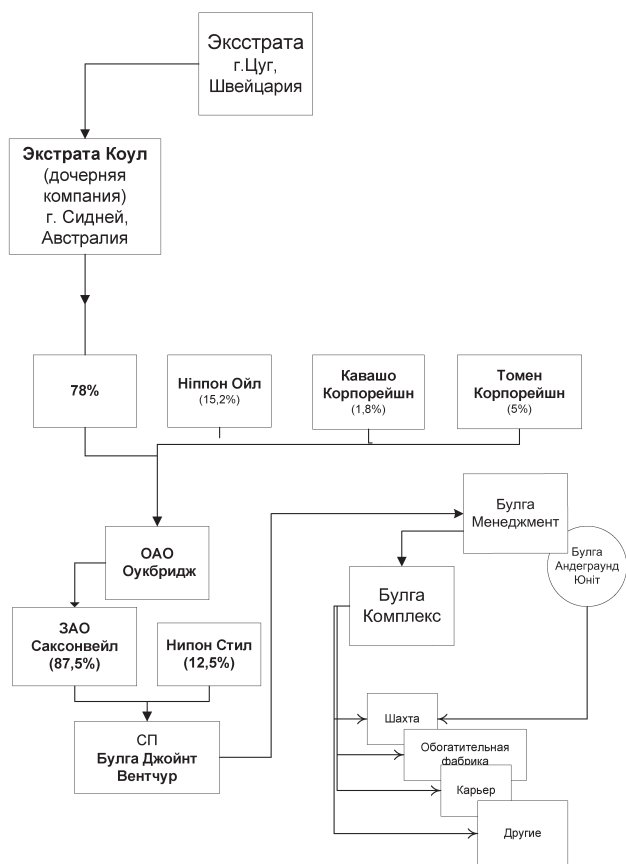 Эксстрата
г.Цуг,
Швейцария
Экстрата Коул
(дочерняя
компания)
г. Сидней,
Австралия
78%
Ніппон Ойл
(15,2%)
Кавашо
Корпорейшн
(1,8%)
Томен
Корпорейшн
(5%)
Булга
Менеджмент
Булга
Андеграунд
Юніт
ОАО
Оукбридж
Булга
Комплекс
ЗАО
Саксонвейл
(87,5%)
Нипон Стил
(12,5%)
СП
Булга Джойнт
Вентчур
Шахта
Обогатительная
фабрика
Карьер
Другие